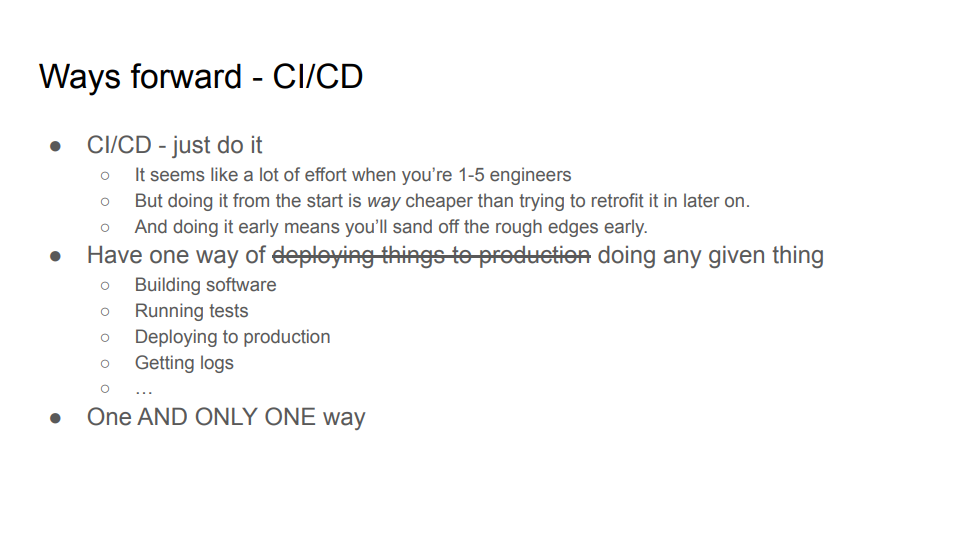 Ways forward - CI/CD
● CI/CD - just do it
○ It seems like a lot of effort when you’re 1-5 engineers
○ But doing it from the start is way cheaper than trying to retrofit it in later on.
○ And doing it early means you’ll sand off the rough edges early.
● Have one way of deploying things to production doing any given thing
○ Building software
○ Running tests
○ Deploying to production
○ Getting logs
○ …
● One AND ONLY ONE way